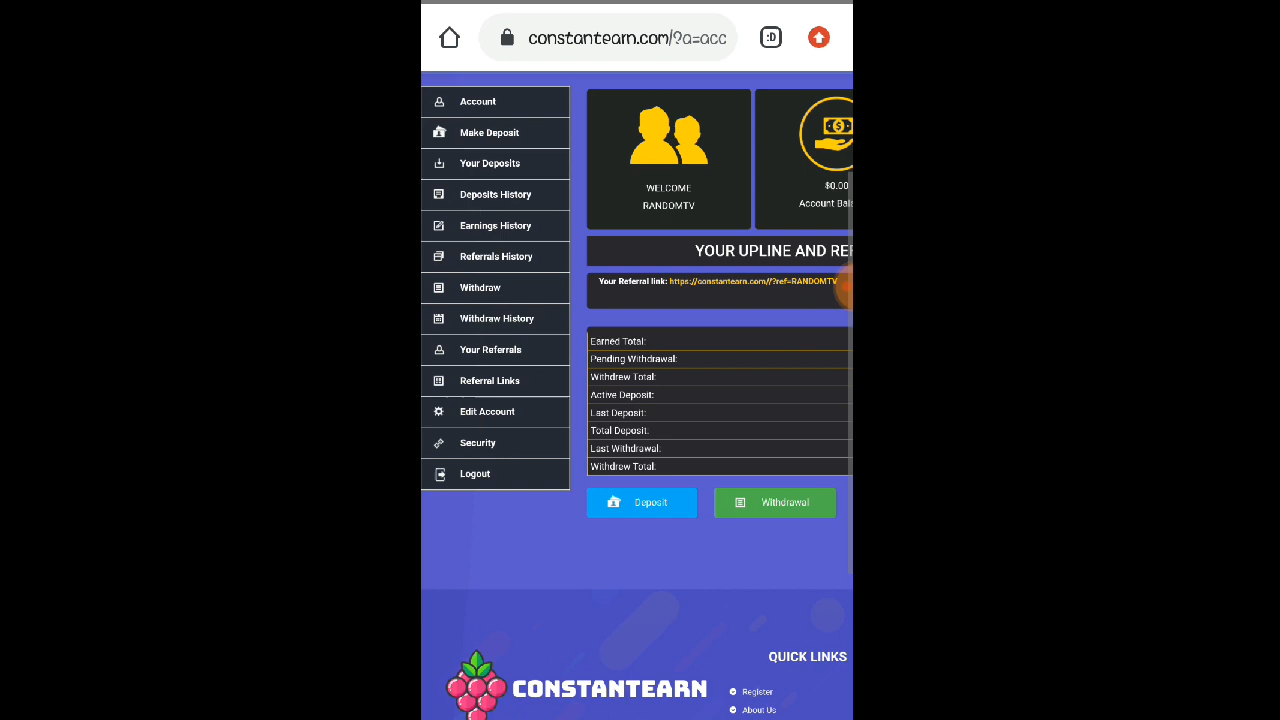 constantearn.com/?a=acc
:D
Account
Make Deposit
Your Deposits
Deposits History
Earnings History
Referrals History
Withdraw
Withdraw History
Your Referrals
Referral Links
Edit Account
Security
Logout
WELCOME
RANDOMTV
$0.00
Account Bala
YOUR UPLINE AND REF
Your Referral link: https://constantearn.com//?ref=RANDOMTV
Earned Total:
Pending Withdrawal:
Withdrew Total:
Active Deposit:
Last Deposit:
Total Deposit:
Last Withdrawal:
Withdrew Total:
Deposit
Withdrawal
CONSTANTEARN
QUICK LINKS
Register
About Us